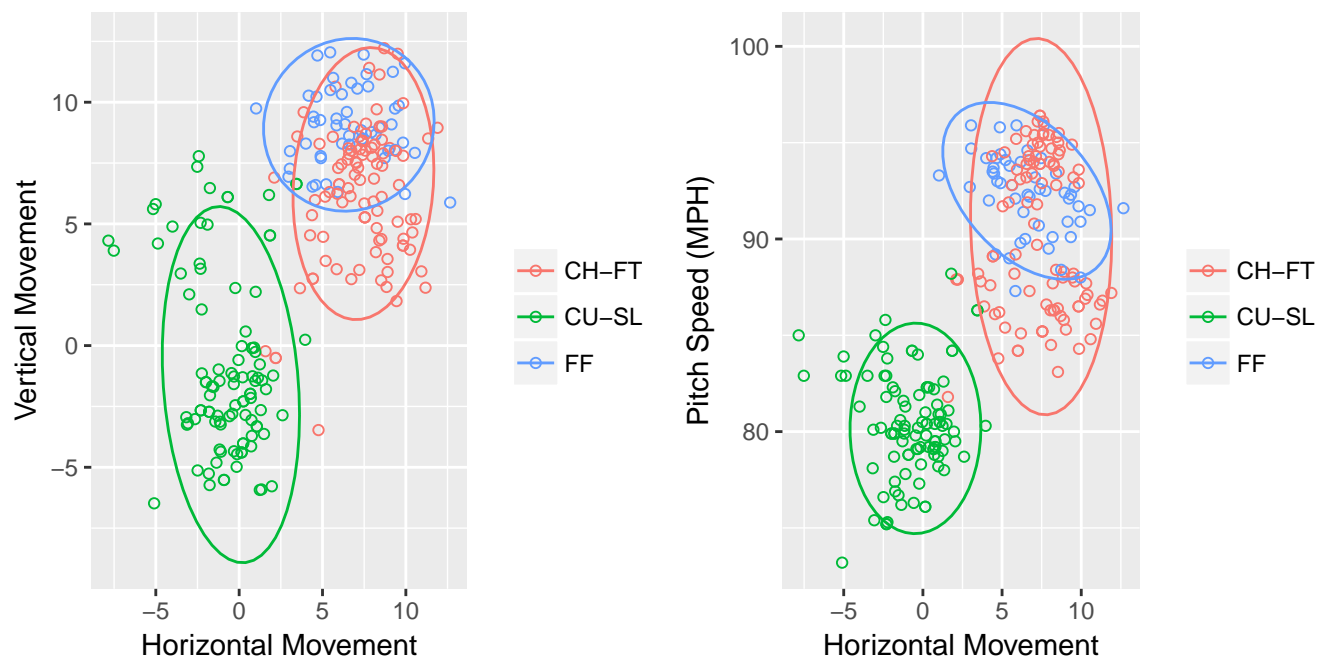 Vertical Movement
10
5
0
−5
−5
0
5
10
Horizontal Movement
CH−FT
CU−SL
FF
Pitch Speed (MPH)
100
90
80
−5
0
5
10
Horizontal Movement
CH−FT
CU−SL
FF